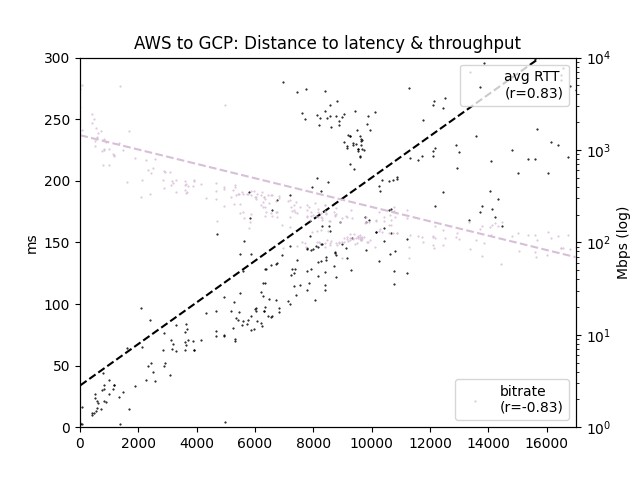 AWS to GCP: Distance to latency & throughput
300
250
200
150
100
50
0
ms
0 2000 4000 6000 8000 10000 12000 14000 16000
10^4
10^3
10^2
10^1
10^0
Mbps (log)
avg RTT
(r=0.83)
bitrate
(r=-0.83)